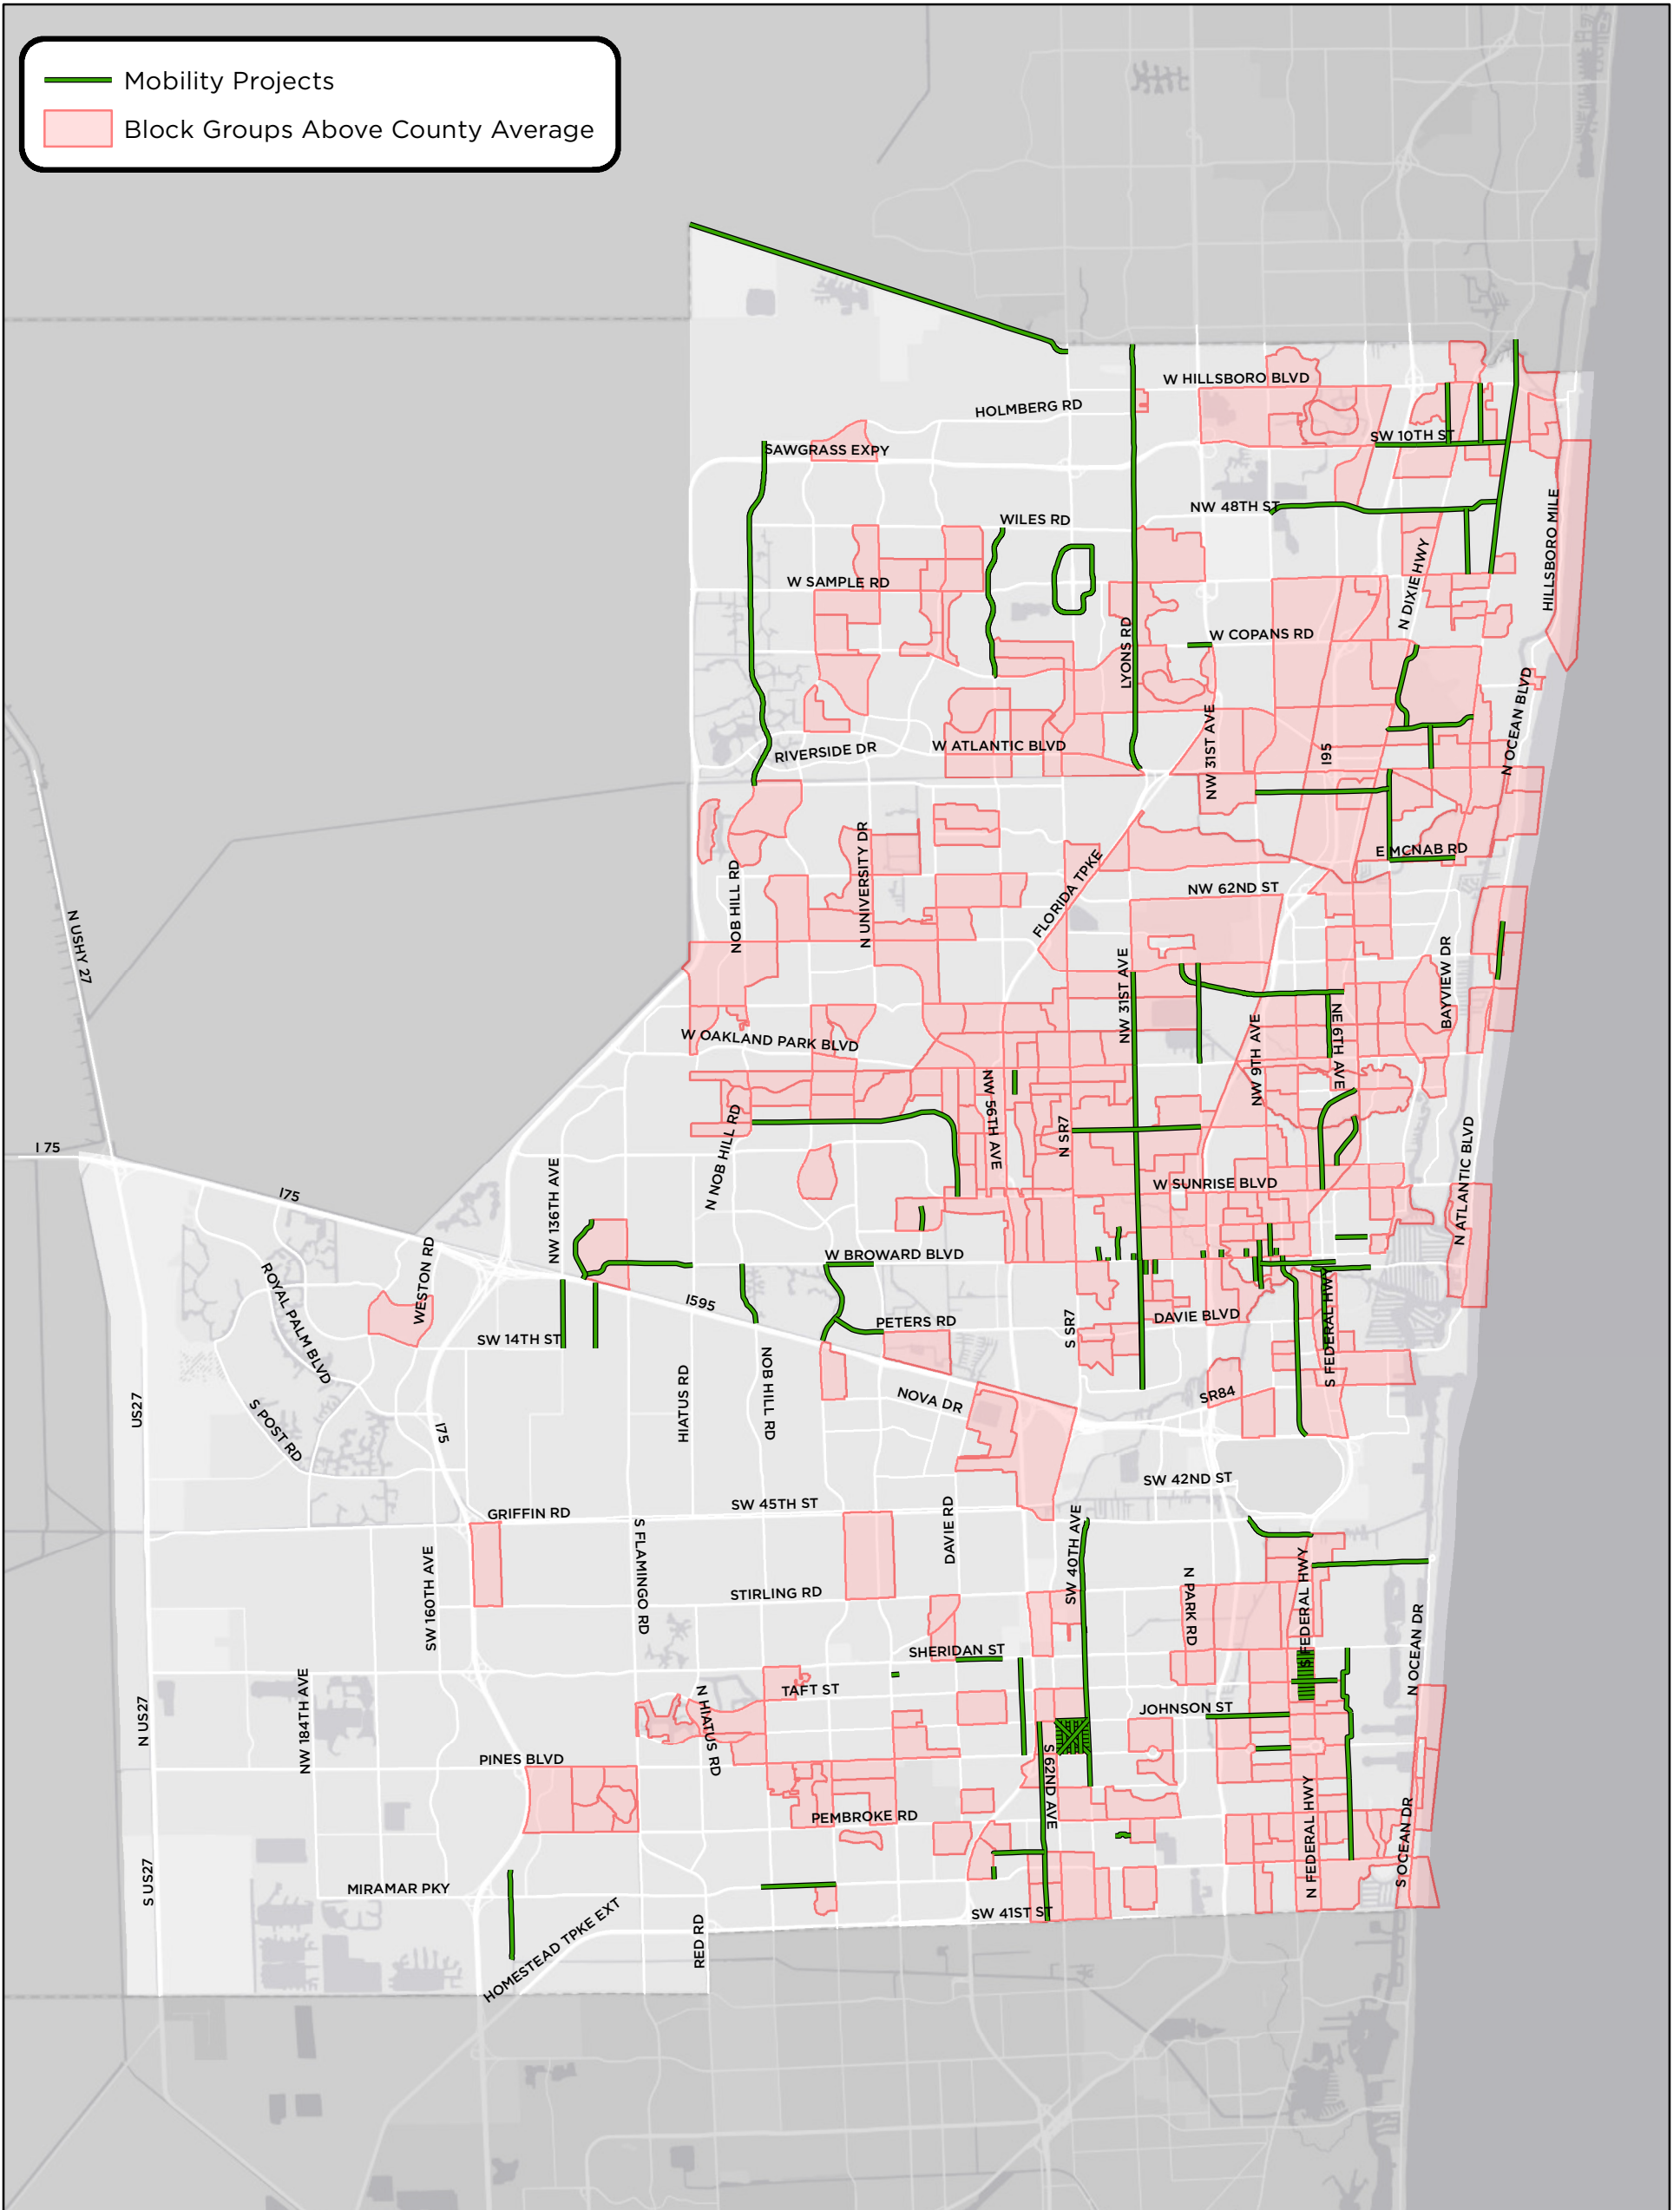 Mobility Projects
Block Groups Above County Average
W HILLSBORO BLVD
HOLMBERG RD
SW 10TH ST
SAWGRASS EXPY
NW 48TH ST
WILES RD
HILLSBORO MILE
N DIXIE HWY
W SAMPLE RD
W COPANS RD
LYONS RD
N OCEAN BLVD
NW 31ST AVE
I95
RIVERSIDE DR
W ATLANTIC BLVD
E MCNAB RD
N UNIVERSITY DR
FLORIDA TPKE
NOB HILL RD
NW 62ND ST
N USHY 27
NW 31ST AVE
BAYVIEW DR
NE 6TH AVE
NW 9TH AVE
W OAKLAND PARK BLVD
NW 56TH AVE
N NOB HILL RD
N SR7
N ATLANTIC BLVD
I 75
I75
NW 136TH AVE
W SUNRISE BLVD
WESTON RD
ROYAL PALM BLVD
W BROWARD BLVD
I595
PETERS RD
S SR7
DAVIE BLVD
S FEDERAL HWY
SW 14TH ST
US27
S POST RD
I75
HIATUS RD
NOB HILL RD
NOVA DR
SR84
SW 42ND ST
GRIFFIN RD
SW 45TH ST
DAVIE RD
SW 40TH AVE
S FLAMINGO RD
SW 160TH AVE
STIRLING RD
N PARK RD
S FEDERAL HWY
N OCEAN DR
SHERIDAN ST
NW 184TH AVE
N US27
TAFT ST
N HIATUS RD
JOHNSON ST
PINES BLVD
S 62ND AVE
PEMBROKE RD
N FEDERAL HWY
S OCEAN DR
S US27
MIRAMAR PKY
HOMESTEAD TPKE EXT
RED RD
SW 41ST ST